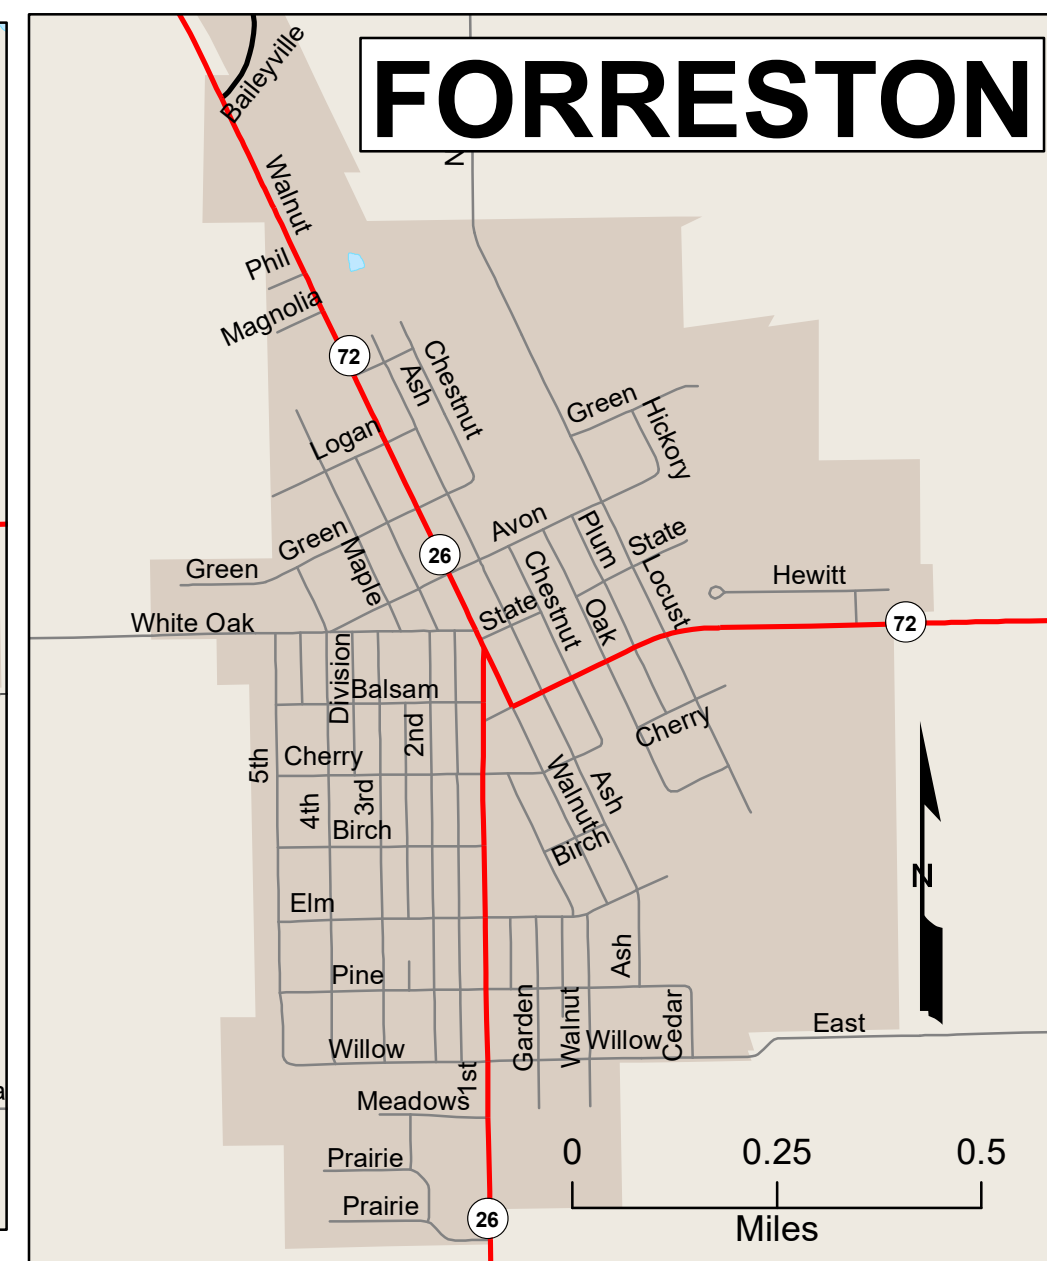 FORRESTON
Baileyville
N
Walnut
Phil
Magnolia
72
Chestnut
Ash
Green
Hickory
Logan
Avon
Plum
State
Green
Maple
26
Green
Chestnut
Locust
Hewitt
White Oak
State
Oak
72
Division
Balsam
2nd
Cherry
5th
Cherry
Walnut
Ash
4th
3rd
Birch
Birch
N
Elm
Ash
Pine
Garden
Walnut
Willow
Cedar
East
Willow
1st
Meadows
a
Prairie
Prairie
26
0 0.25 0.5
Miles